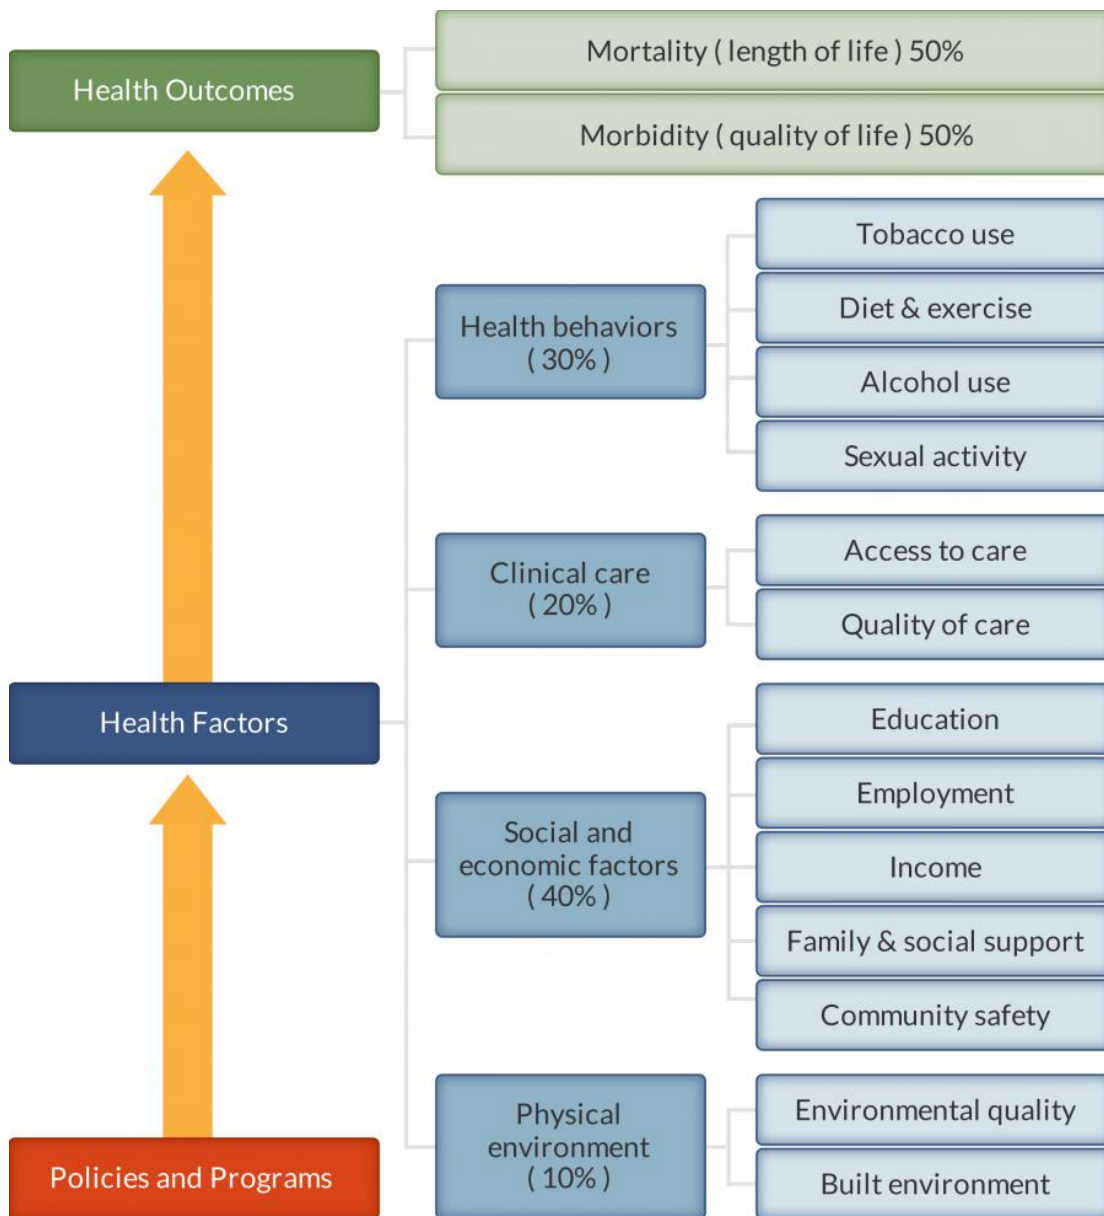 Health Outcomes
Mortality ( length of life ) 50%
Morbidity ( quality of life ) 50%
Health Factors
Health behaviors
( 30% )
Tobacco use
Diet & exercise
Alcohol use
Sexual activity
Clinical care
( 20% )
Access to care
Quality of care
Social and
economic factors
( 40% )
Education
Employment
Income
Family & social support
Community safety
Physical
environment
( 10% )
Environmental quality
Built environment
Policies and Programs